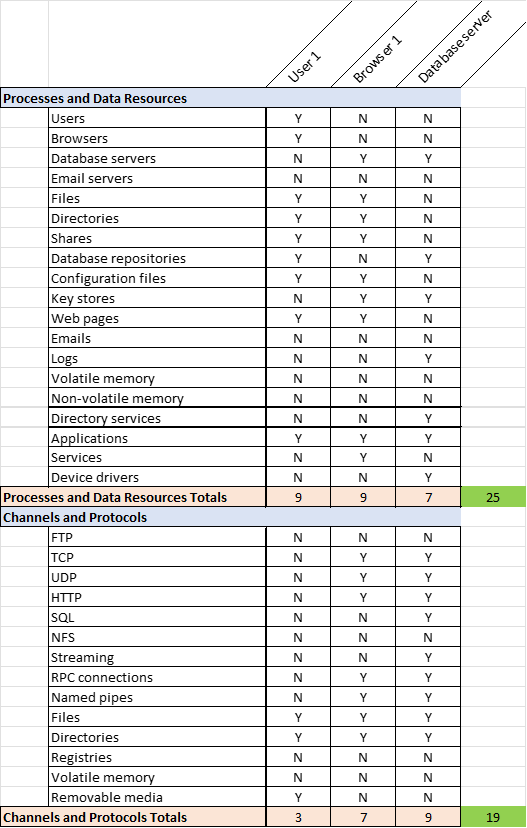 User 1 Browser 1 Database server
Processes and Data Resources
Users Y N N
Browsers Y N N
Database servers N Y Y
Email servers N N N
Files Y Y N
Directories Y Y N
Shares Y Y N
Database repositories Y N Y
Configuration files Y Y N
Key stores N Y Y
Web pages Y Y N
Emails N N N
Logs N N Y
Volatile memory N N N
Non-volatile memory N N N
Directory services N N Y
Applications Y Y Y
Services N Y N
Device drivers N N Y
Processes and Data Resources Totals 9 9 7 25
Channels and Protocols
FTP N N N
TCP N Y Y
UDP N Y Y
HTTP N Y Y
SQL N N Y
NFS N N N
Streaming N N Y
RPC connections N Y Y
Named pipes N Y Y
Files Y Y Y
Directories Y Y Y
Registries N N N
Volatile memory N N N
Removable media Y N N
Channels and Protocols Totals 3 7 9 19